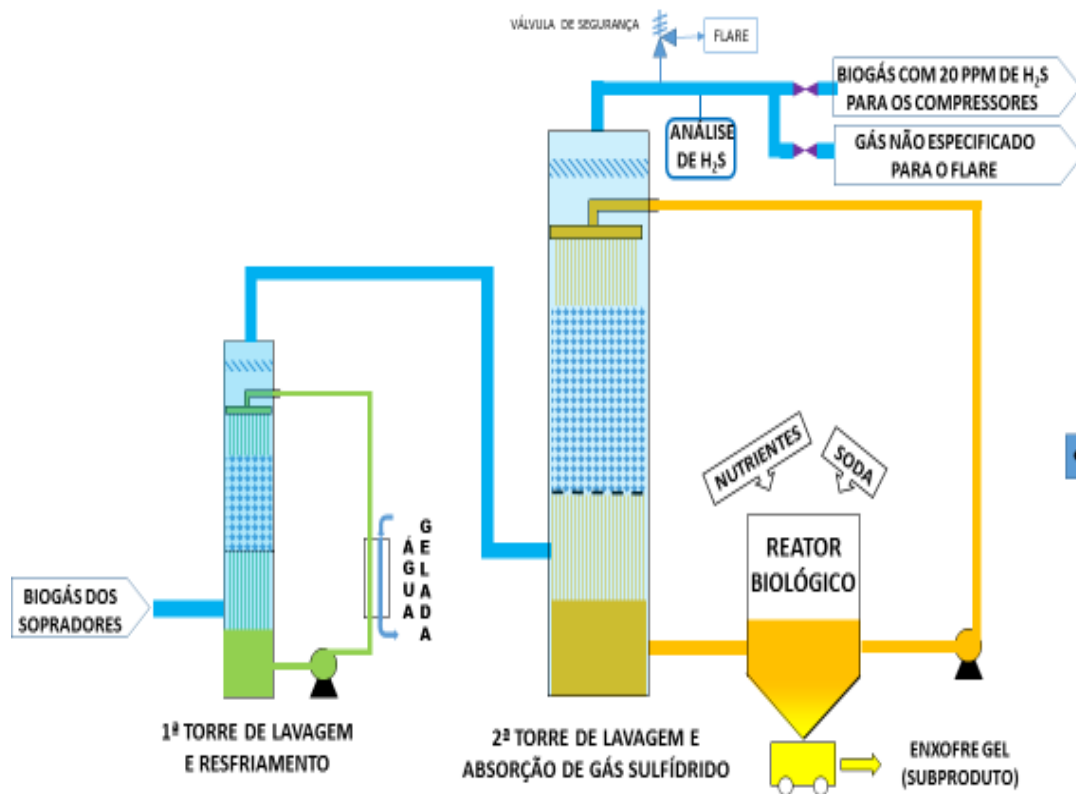 VÁLVULA DE SEGURANÇA
FLARE
BIOGÁS COM 20 PPM DE H₂S
PARA OS COMPRESSORES
ANÁLISE
DE H₂S
GÁS NÃO ESPECIFICADO
PARA O FLARE
NUTRIENTES
SODA
REATOR
BIOLÓGICO
ÁGUA
GELADA
BIOGÁS DOS
SOPRADORES
1ª TORRE DE LAVAGEM
E RESFRIAMENTO
2ª TORRE DE LAVAGEM E
ABSORÇÃO DE GÁS SULFÍDRIDO
ENXOFRE GEL
(SUBPRODUTO)